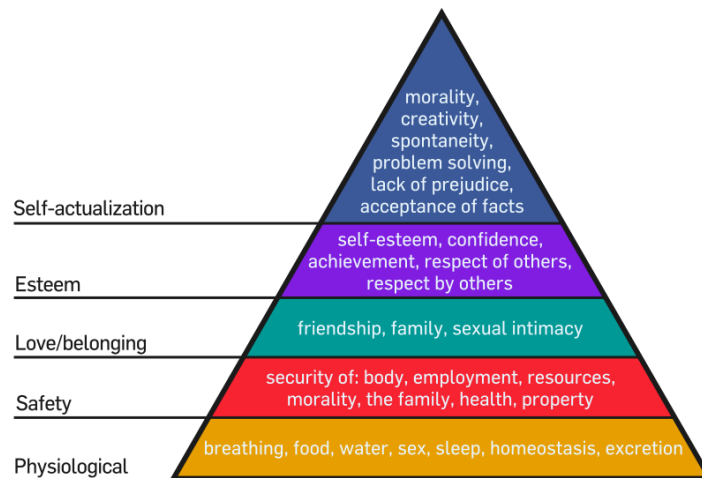 morality,
creativity,
spontaneity,
problem solving,
lack of prejudice,
acceptance of facts
Self-actualization
self-esteem, confidence,
achievement, respect of others,
respect by others
Esteem
friendship, family, sexual intimacy
Love/belonging
security of: body, employment, resources,
morality, the family, health, property
Safety
breathing, food, water, sex, sleep, homeostasis, excretion
Physiological